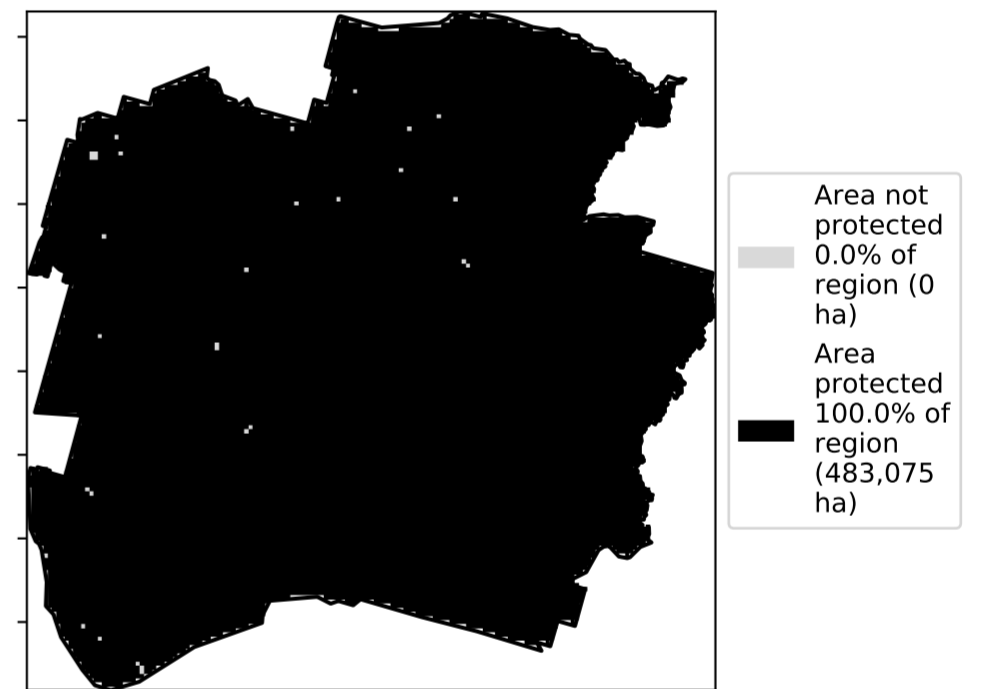 Area not
protected
0.0% of
region (0
ha)
Area
protected
100.0% of
region
(483,075
ha)